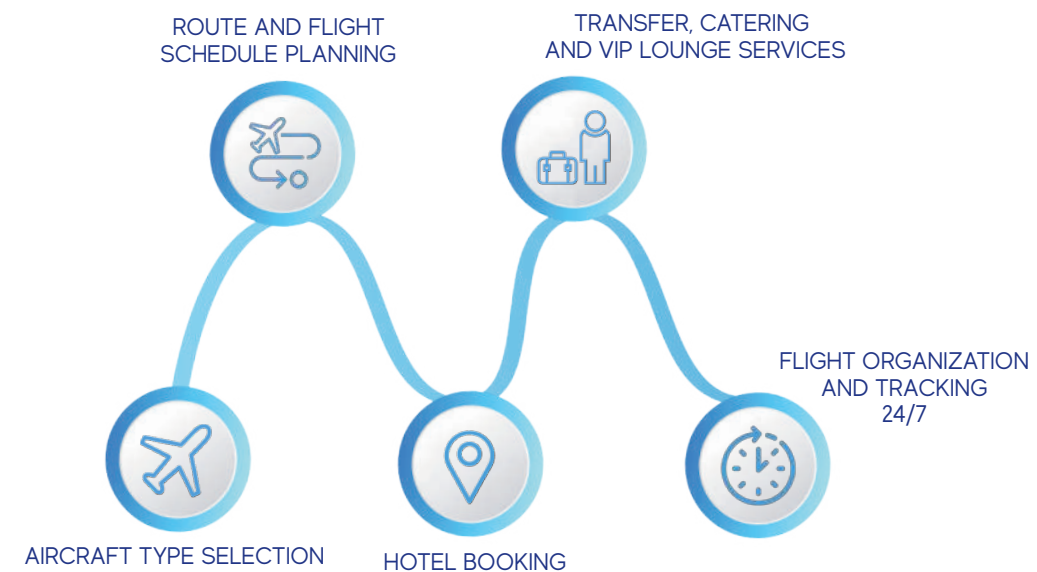 ROUTE AND FLIGHT
SCHEDULE PLANNING
TRANSFER, CATERING
AND VIP LOUNGE SERVICES
FLIGHT ORGANIZATION
AND TRACKING
24/7
AIRCRAFT TYPE SELECTION
HOTEL BOOKING